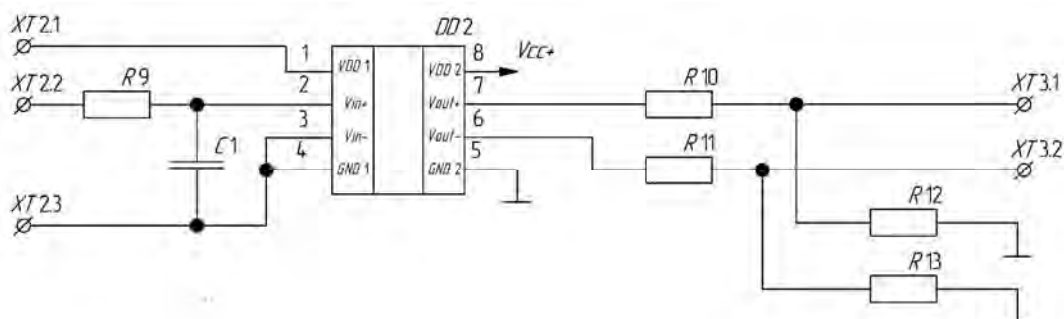 XT2.1
XT2.2
XT2.3
R9
C1
DD2
1
2
3
4
VDD 1
Vin+
Vin-
GND 1
VDD 2
Vout+
Vout-
GND 2
8
7
6
5
Vcc+
R10
R11
R12
R13
XT3.1
XT3.2